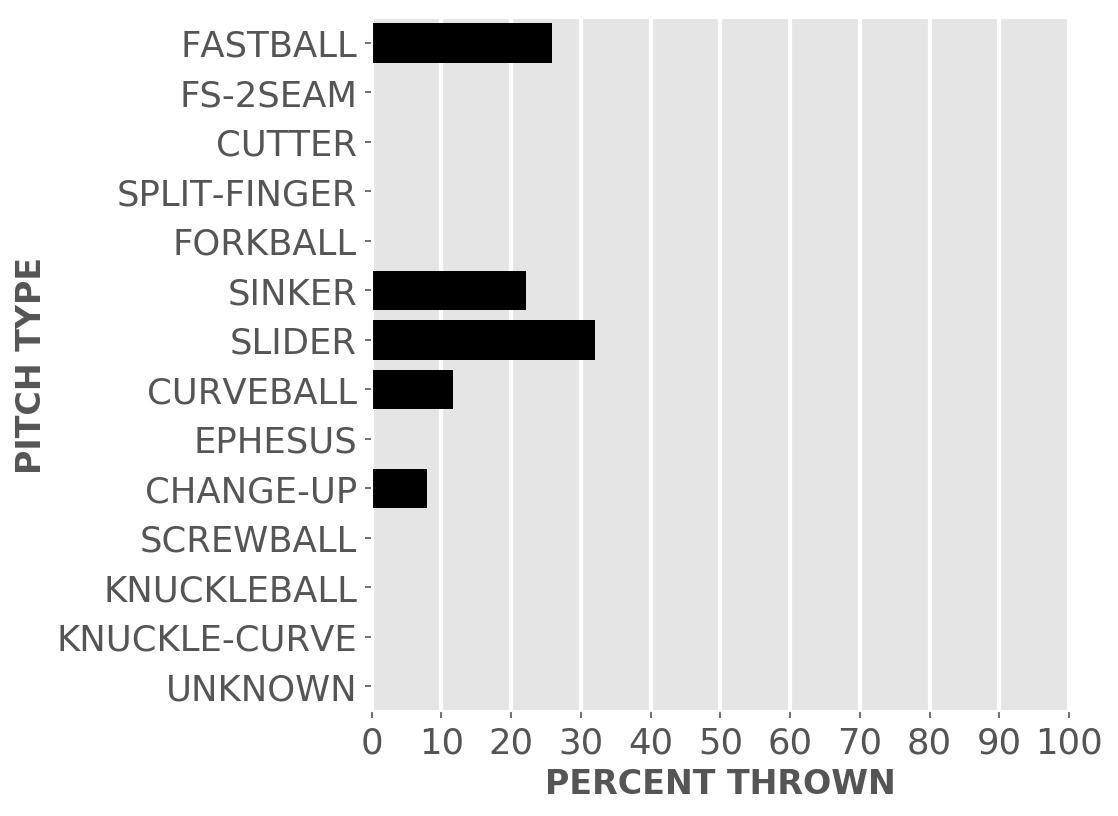 FASTBALL
FS-2SEAM
CUTTER
SPLIT-FINGER
FORKBALL
SINKER
SLIDER
CURVEBALL
EPHESUS
CHANGE-UP
SCREWBALL
KNUCKLEBALL
KNUCKLE-CURVE
UNKNOWN
PITCH TYPE
0 10 20 30 40 50 60 70 80 90 100
PERCENT THROWN